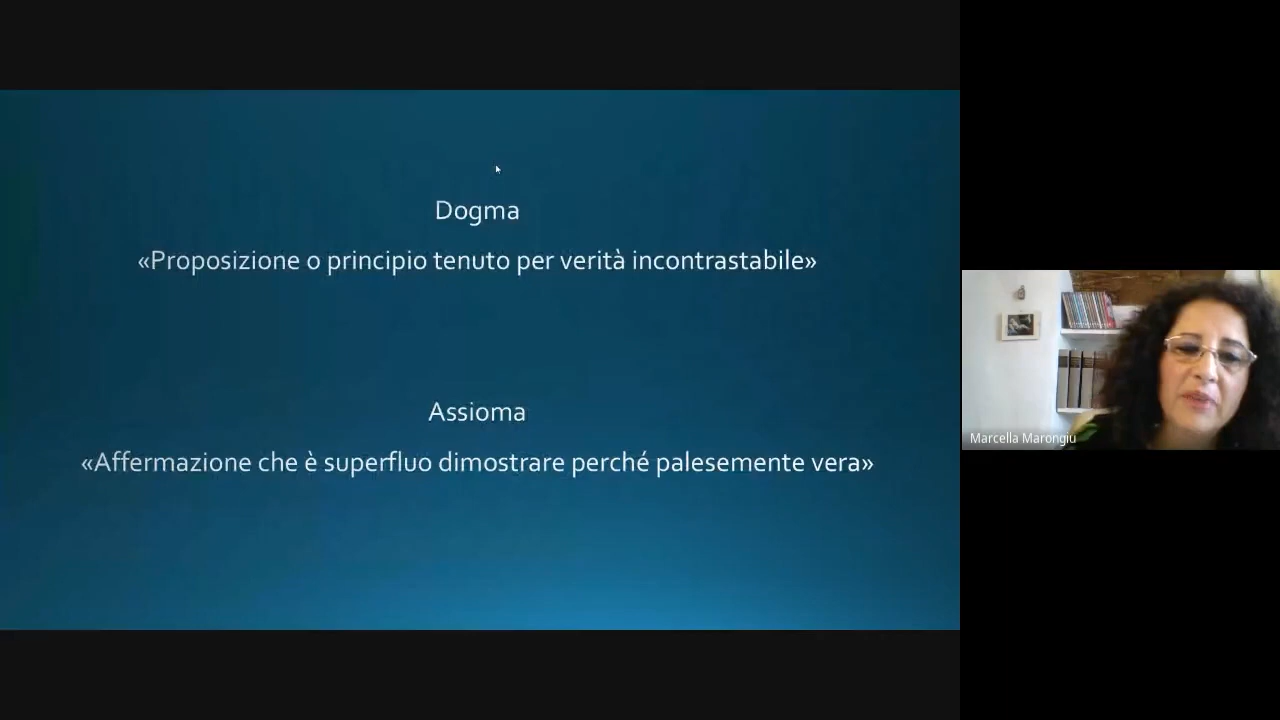 Dogma
«Proposizione o principio tenuto per verità incontrastabile»
Assioma
«Affermazione che è superfluo dimostrare perché palesemente vera»
Marcella Marongiu